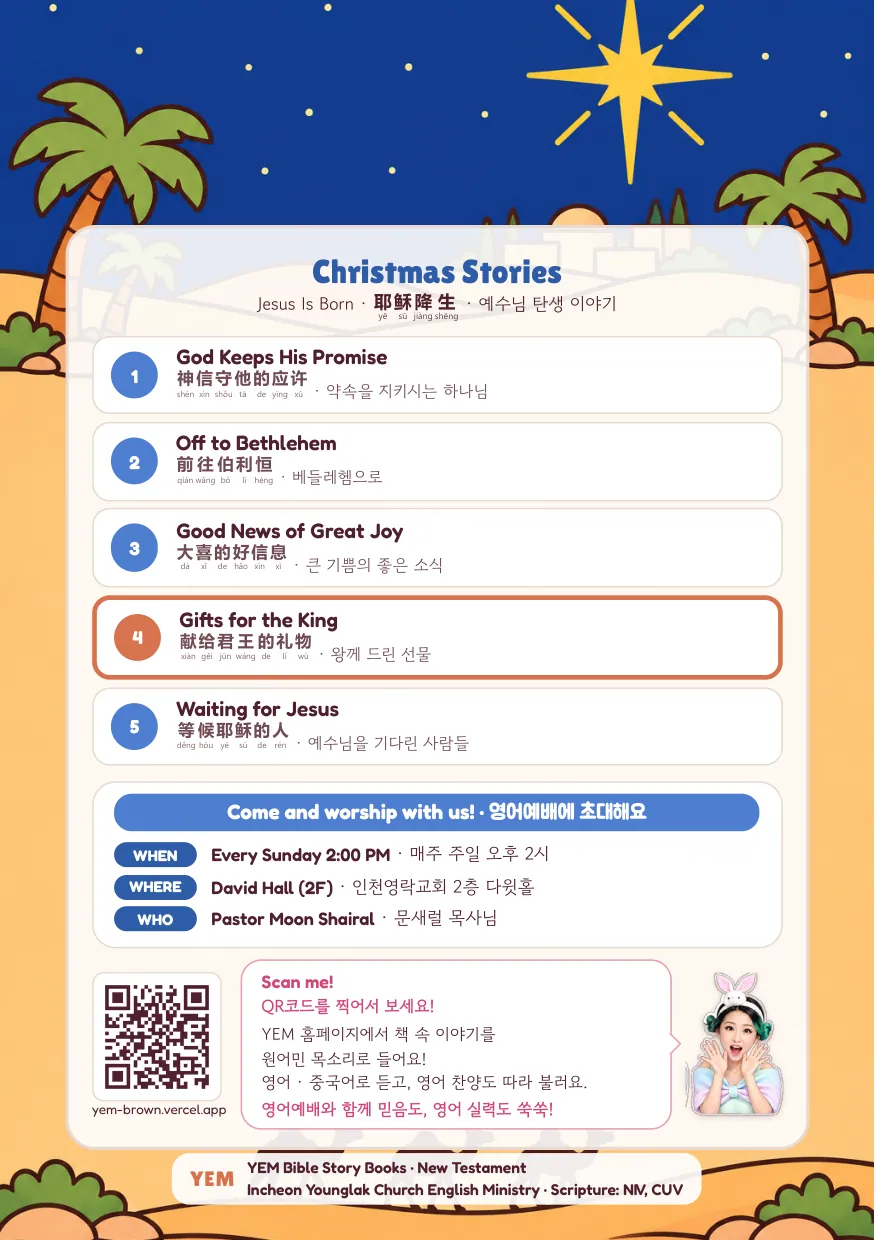 Christmas Stories
Jesus Is Born · 耶稣降生 · 예수님 탄생 이야기
yē sū jiàng shēng
1
God Keeps His Promise
神信守他的应许 · 약속을 지키시는 하나님
shén xìn shǒu tā de yīng xǔ
2
Off to Bethlehem
前往伯利恒 · 베들레헴으로
qián wǎng bó lì héng
3
Good News of Great Joy
大喜的好信息 · 큰 기쁨의 좋은 소식
dà xǐ de hǎo xìn xī
4
Gifts for the King
献给君王的礼物 · 왕께 드린 선물
xiàn gěi jūn wáng de lǐ wù
5
Waiting for Jesus
等候耶稣的人 · 예수님을 기다린 사람들
děng hòu yē sū de rén
Come and worship with us! · 영어예배에 초대해요
WHEN Every Sunday 2:00 PM · 매주 주일 오후 2시
WHERE David Hall (2F) · 인천영락교회 2층 다윗홀
WHO Pastor Moon Shairal · 문새럴 목사님
Scan me!
QR코드를 찍어서 보세요!
YEM 홈페이지에서 책 속 이야기를
원어민 목소리로 들어요!
영어 · 중국어로 듣고, 영어 찬양도 따라 불러요.
영어예배와 함께 믿음도, 영어 실력도 쑥쑥!
yem-brown.vercel.app
YEM
YEM Bible Story Books · New Testament
Incheon Younglak Church English Ministry · Scripture: NIV, CUV